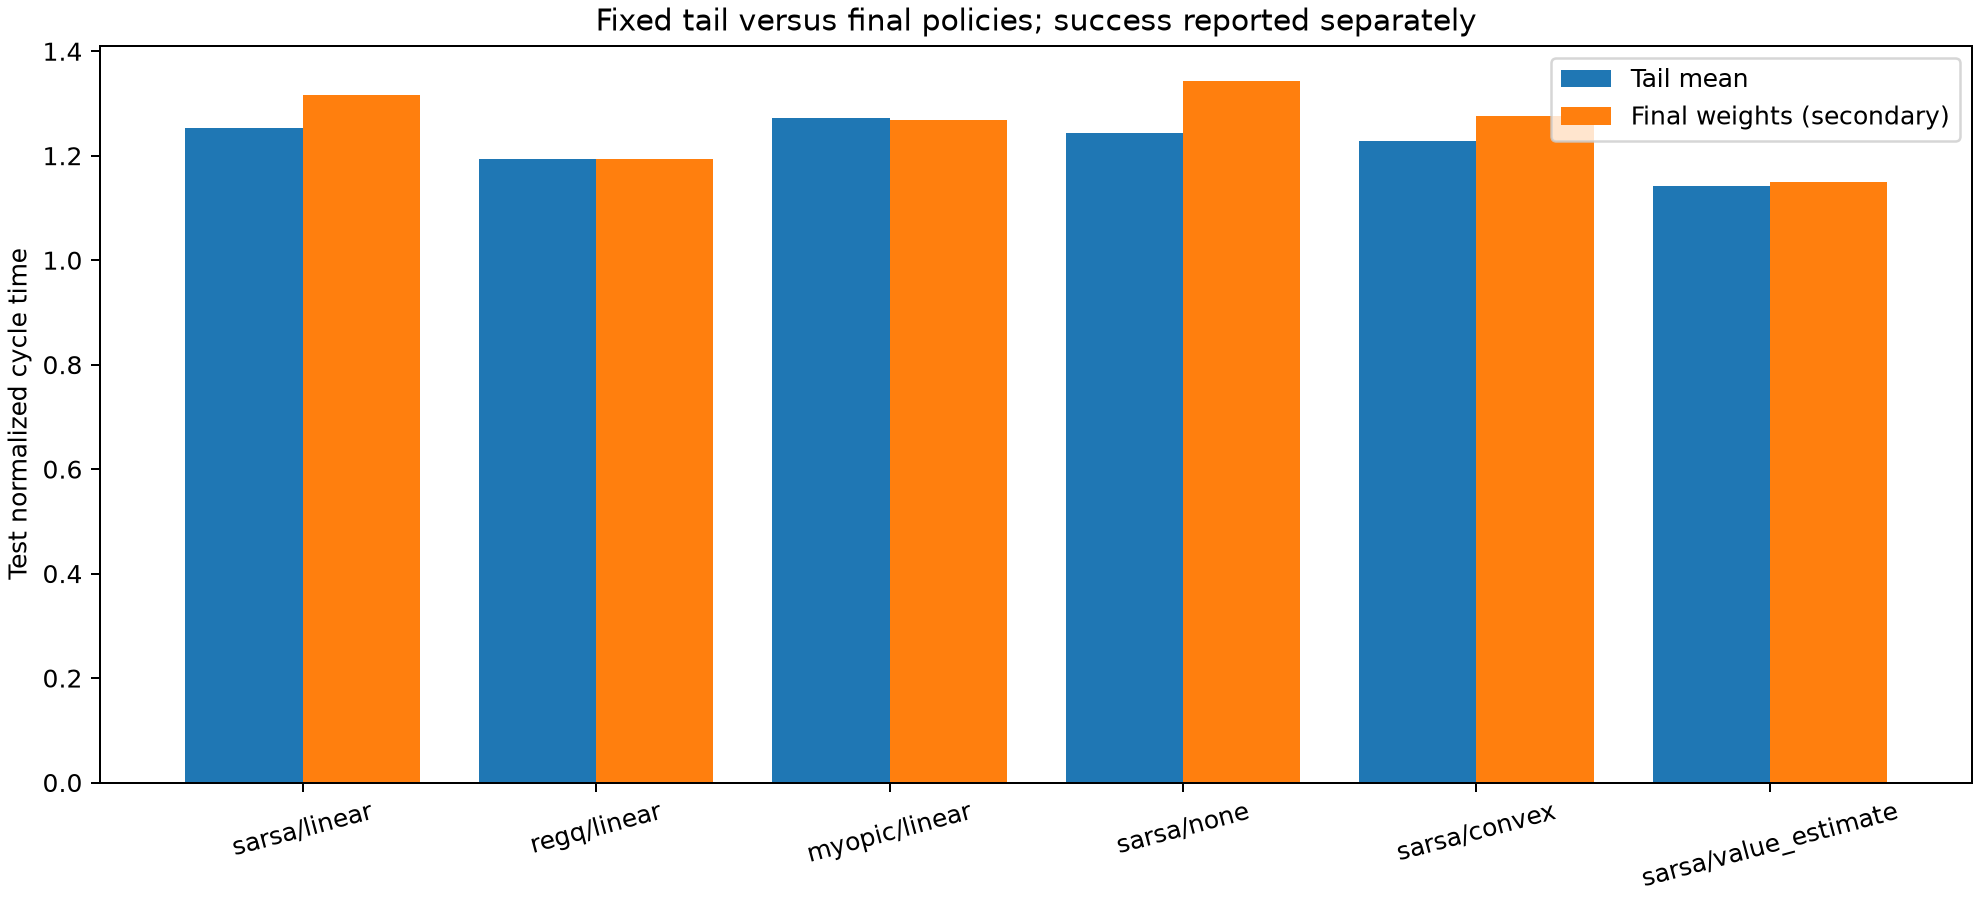 Fixed tail versus final policies; success reported separately
Tail mean
Final weights (secondary)
Test normalized cycle time
1.4
1.2
1.0
0.8
0.6
0.4
0.2
0.0
sarsa/linear
regq/linear
myopic/linear
sarsa/none
sarsa/convex
sarsa/value_estimate